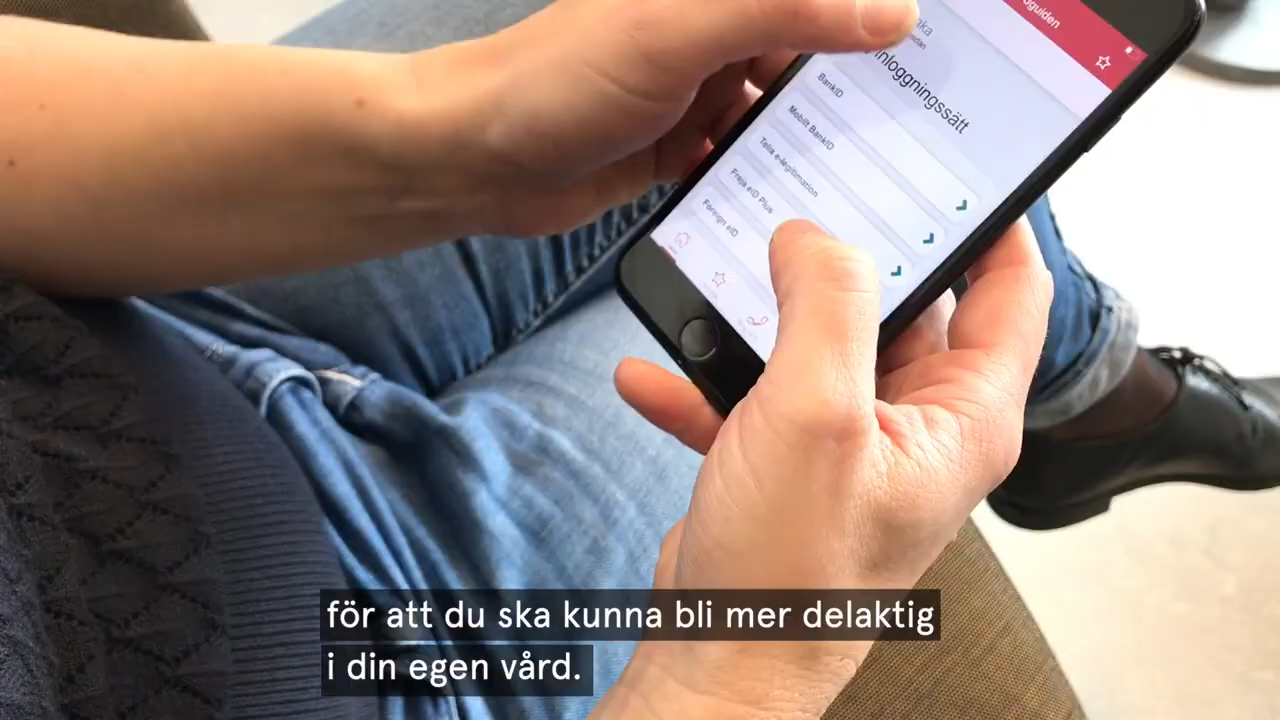 inloggningssätt
BankID
Mobilt BankID
Telia e-legitimation
Freja eID Plus
Foreign eID
för att du ska kunna bli mer delaktig
i din egen vård.